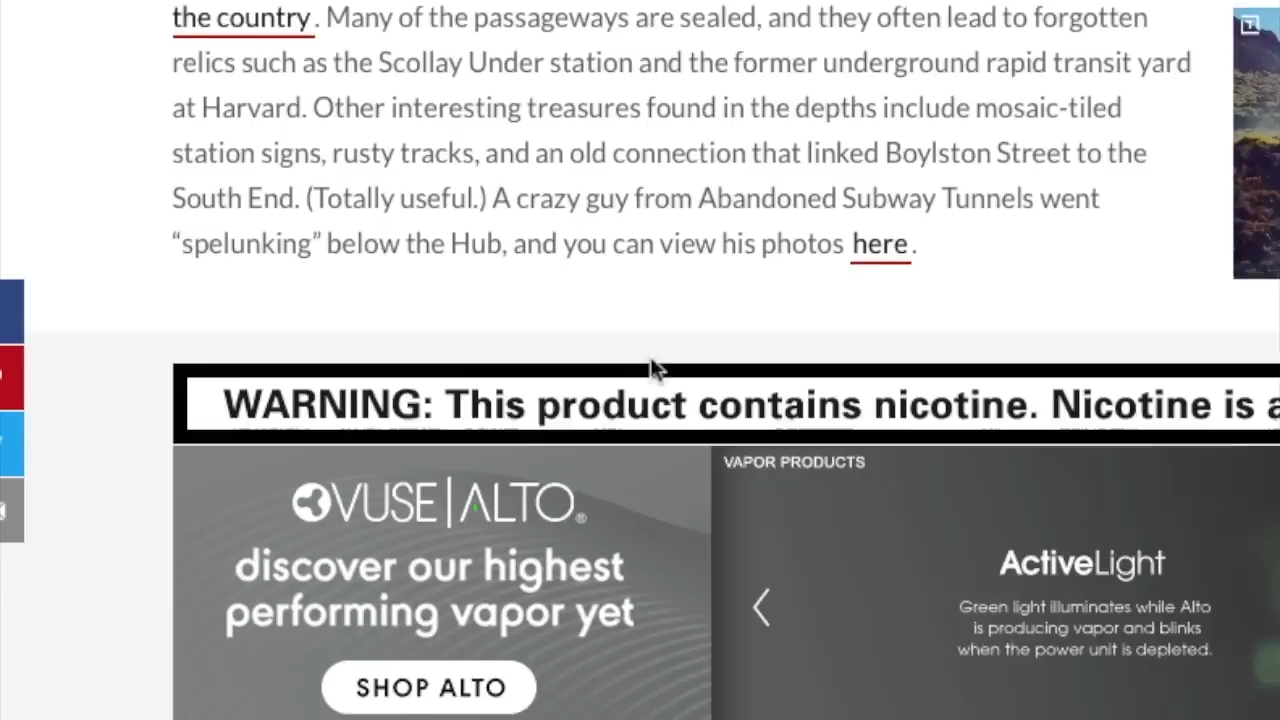 the country. Many of the passageways are sealed, and they often lead to forgotten
relics such as the Scollay Under station and the former underground rapid transit yard
at Harvard. Other interesting treasures found in the depths include mosaic-tiled
station signs, rusty tracks, and an old connection that linked Boylston Street to the
South End. (Totally useful.) A crazy guy from Abandoned Subway Tunnels went
“spelunking” below the Hub, and you can view his photos here.
WARNING: This product contains nicotine. Nicotine is a
VUSE|ALTO®
discover our highest
performing vapor yet
SHOP ALTO
VAPOR PRODUCTS
ActiveLight
Green light illuminates while Alto
is producing vapor and blinks
when the power unit is depleted.